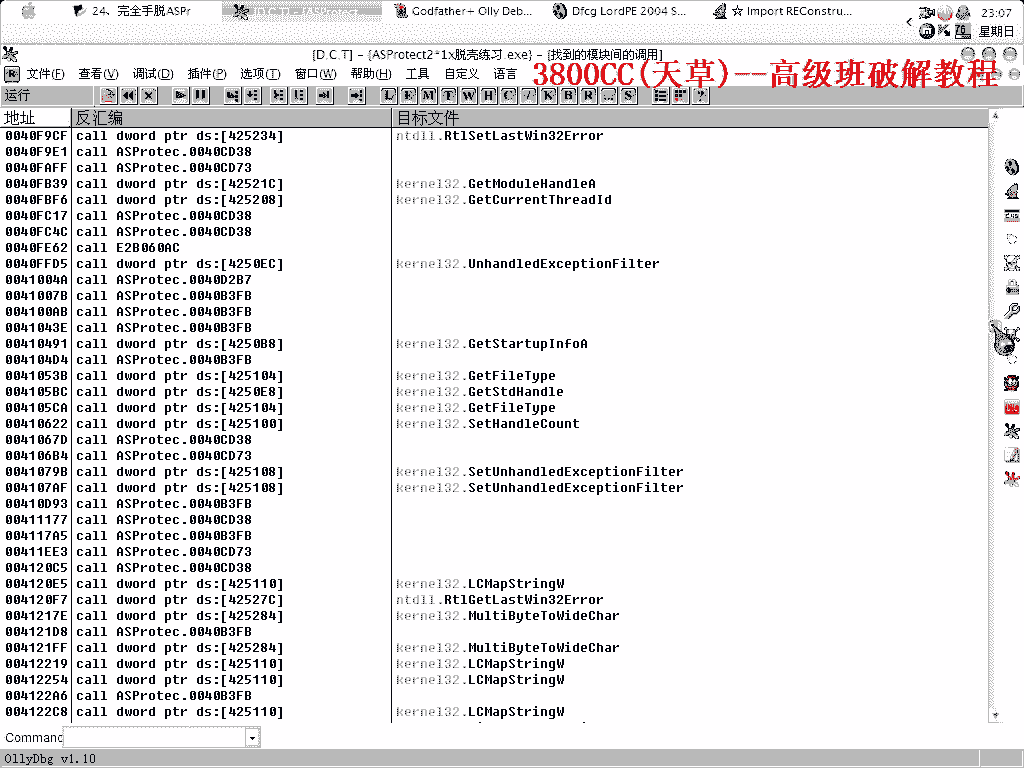 24、完全手脱ASPr
[D.C.T] - {ASProtect
Godfather+ Olly Deb...
Dfcg LordPE 2004 S...
☆ Import REConstru...
23:07
76
星期日
[D.C.T] - {ASProtect2*1x脱壳练习.exe} - {找到的模块间的调用}
文件(F) 查看(V) 调试(D) 插件(P) 选项(T) 窗口(W) 帮助(H) 工具 自定义 语言
3800CC(天草)--高级班破解教程
运行 L E M T W H C / K B R ... S ?
地址 反汇编 目标文件
0040F9CF call dword ptr ds:[425234] ntdll.RtlSetLastWin32Error
0040F9E1 call ASProtec.0040CD38
0040FAFF call ASProtec.0040CD73
0040FB39 call dword ptr ds:[42521C] kernel32.GetModuleHandleA
0040FBF6 call dword ptr ds:[425208] kernel32.GetCurrentThreadId
0040FC17 call ASProtec.0040CD38
0040FC4C call ASProtec.0040CD38
0040FE62 call E2B060AC
0040FFD5 call dword ptr ds:[4250EC] kernel32.UnhandledExceptionFilter
0041004A call ASProtec.0040D2B7
0041007B call ASProtec.0040B3FB
004100AB call ASProtec.0040B3FB
0041043E call ASProtec.0040B3FB
00410491 call dword ptr ds:[4250B8] kernel32.GetStartupInfoA
004104D4 call ASProtec.0040B3FB
0041053B call dword ptr ds:[425104] kernel32.GetFileType
004105BC call dword ptr ds:[4250E8] kernel32.GetStdHandle
004105CA call dword ptr ds:[425104] kernel32.GetFileType
00410622 call dword ptr ds:[425100] kernel32.SetHandleCount
0041067D call ASProtec.0040CD38
004106B4 call ASProtec.0040CD73
0041079B call dword ptr ds:[425108] kernel32.SetUnhandledExceptionFilter
004107AF call dword ptr ds:[425108] kernel32.SetUnhandledExceptionFilter
00410D93 call ASProtec.0040B3FB
00411177 call ASProtec.0040CD38
004117A5 call ASProtec.0040B3FB
00411EE3 call ASProtec.0040CD73
004120C5 call ASProtec.0040CD38
004120E5 call dword ptr ds:[425110] kernel32.LCMapStringW
004120F7 call dword ptr ds:[42527C] ntdll.RtlGetLastWin32Error
0041217E call dword ptr ds:[425284] kernel32.MultiByteToWideChar
004121D8 call ASProtec.0040B3FB
004121FF call dword ptr ds:[425284] kernel32.MultiByteToWideChar
00412219 call dword ptr ds:[425110] kernel32.LCMapStringW
00412254 call dword ptr ds:[425110] kernel32.LCMapStringW
004122A6 call ASProtec.0040B3FB
004122C8 call dword ptr ds:[425110] kernel32.LCMapStringW
Command
OllyDbg v1.10